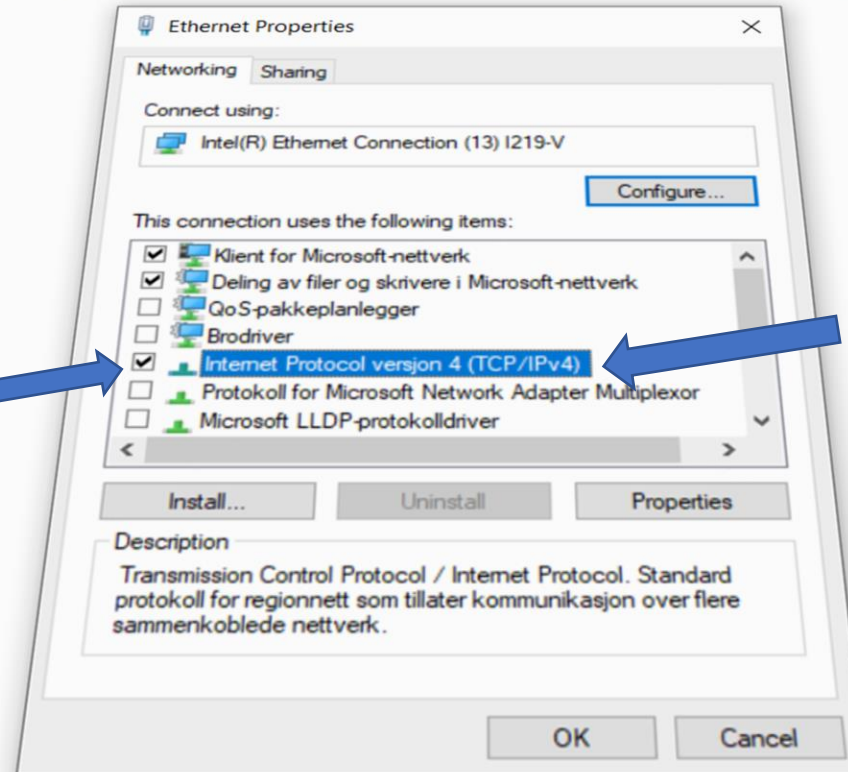 Ethernet Properties
Networking Sharing
Connect using:
Intel(R) Ethernet Connection (13) I219-V
Configure...
This connection uses the following items:
Klient for Microsoft-nettverk
Deling av filer og skrivere i Microsoft-nettverk
QoS-pakkeplanlegger
Brodriver
Internet Protocol versjon 4 (TCP/IPv4)
Protokoll for Microsoft Network Adapter Multiplexor
Microsoft LLDP-protokolldriver
Install... Uninstall Properties
Description
Transmission Control Protocol / Internet Protocol. Standard
protokoll for regionnett som tillater kommunikasjon over flere
sammenkoblede nettverk.
OK Cancel